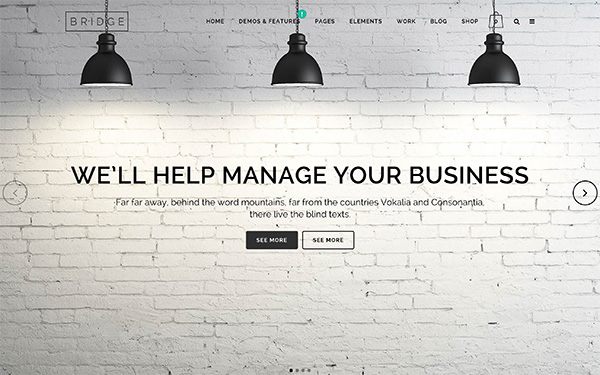 BRIDGE
HOME DEMOS & FEATURES ! PAGES ELEMENTS WORK BLOG SHOP
WE'LL HELP MANAGE YOUR BUSINESS
Far far away, behind the word mountains, far from the countries Vokalia and Consonantia,
there live the blind texts.
SEE MORE SEE MORE